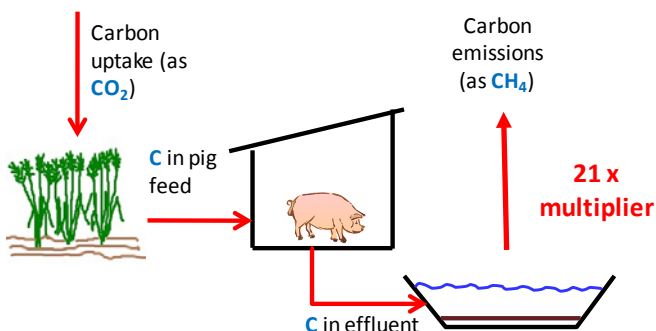 Carbon
uptake (as
CO₂)
Carbon
emissions
(as CH₄)
C in pig
feed
21 x
multiplier
C in effluent